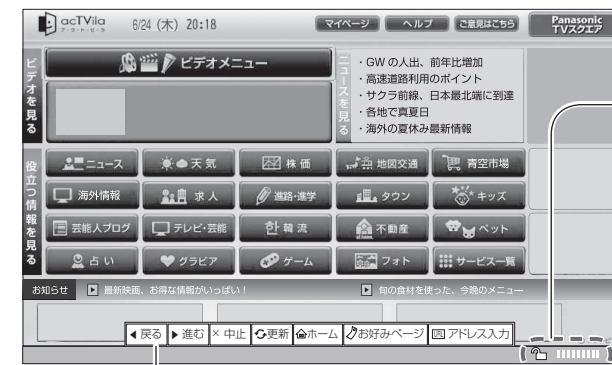 acTVila
ア・ク・ト・ビ・ラ
6/24 (木) 20:18
マイページ
ヘルプ
ご意見はこちら
Panasonic
TVスクエア
ビデオを見る
ビデオメニュー
ニュースを見る
・GWの人出、前年比増加
・高速道路利用のポイント
・サクラ前線、日本最北端に到達
・各地で真夏日
・海外の夏休み最新情報
役立つ情報を見る
ニュース 天気 株価 地図交通 青空市場
海外情報 求人 進路・進学 タウン キッズ
芸能人ブログ テレビ・芸能 한 韓流 不動産 ペット
占い グラビア ゲーム フォト サービス一覧
お知らせ 最新映画、お得な情報がいっぱい! 旬の食材を使った、今晩のメニュー
戻る 進む × 中止 更新 ホーム お好みページ アドレス入力